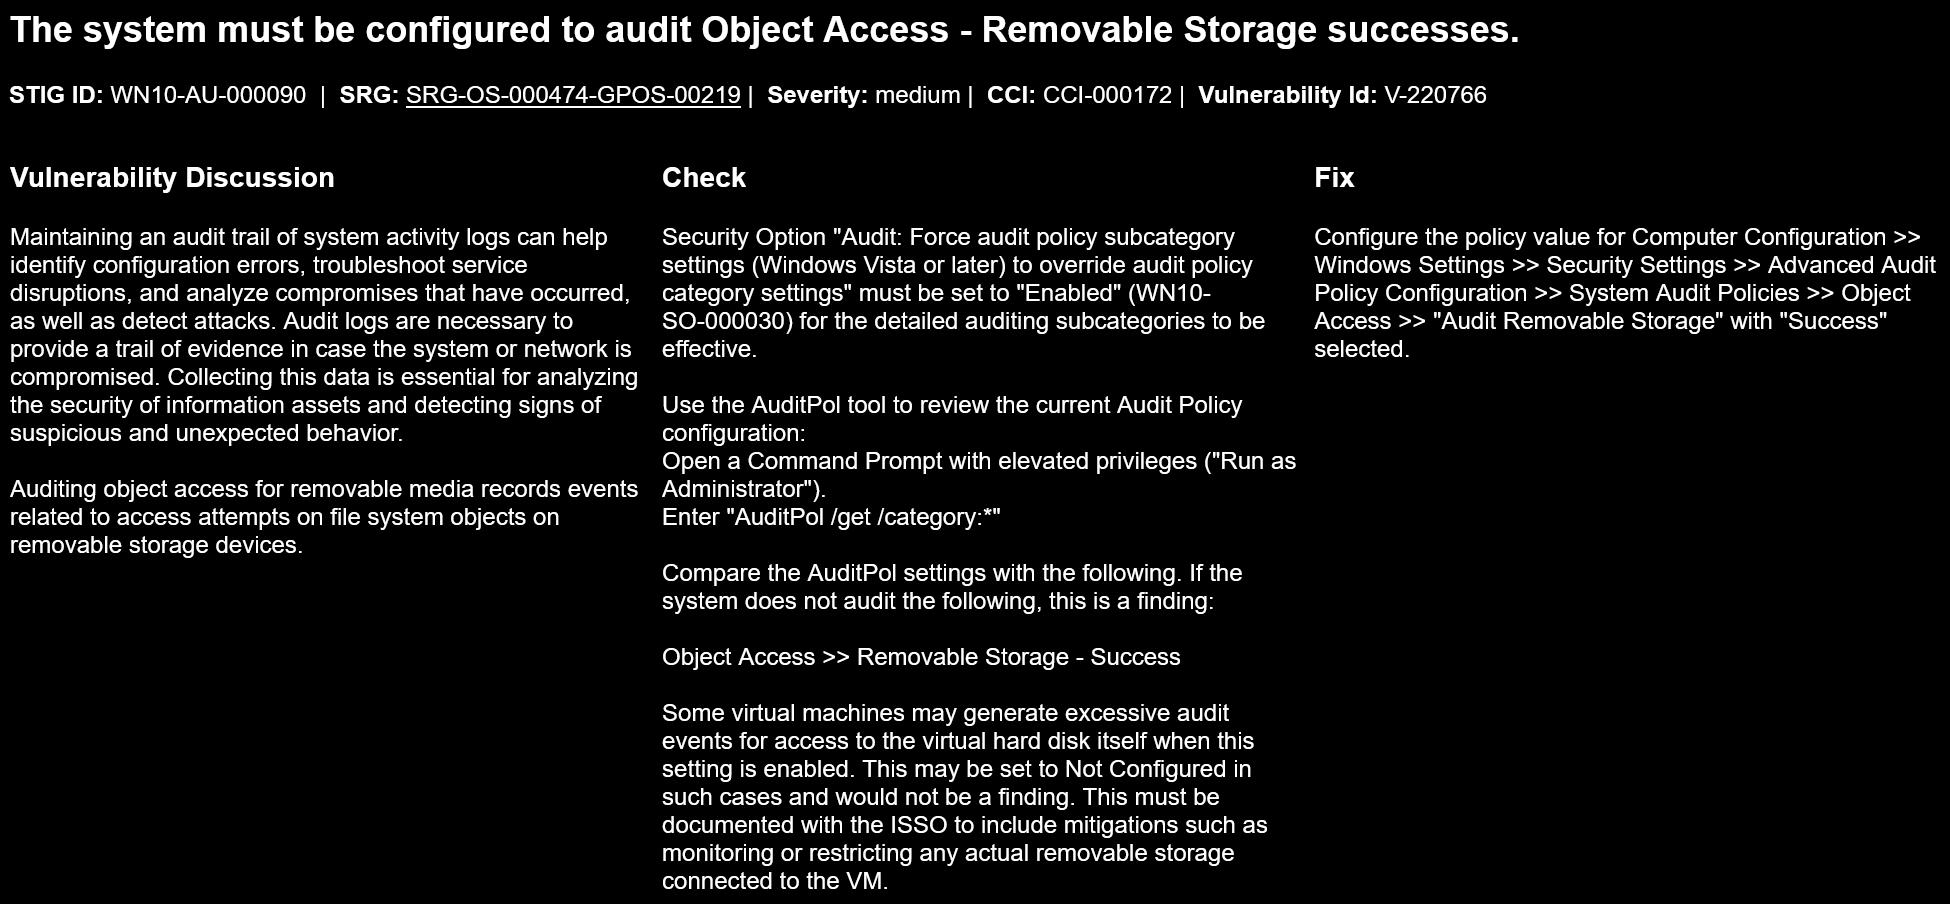 The system must be configured to audit Object Access - Removable Storage successes.
STIG ID: WN10-AU-000090 | SRG: SRG-OS-000474-GPOS-00219 | Severity: medium | CCI: CCI-000172 | Vulnerability Id: V-220766
Vulnerability Discussion
Maintaining an audit trail of system activity logs can help
identify configuration errors, troubleshoot service
disruptions, and analyze compromises that have occurred,
as well as detect attacks. Audit logs are necessary to
provide a trail of evidence in case the system or network is
compromised. Collecting this data is essential for analyzing
the security of information assets and detecting signs of
suspicious and unexpected behavior.
Auditing object access for removable media records events
related to access attempts on file system objects on
removable storage devices.
Check
Security Option "Audit: Force audit policy subcategory
settings (Windows Vista or later) to override audit policy
category settings" must be set to "Enabled" (WN10-
SO-000030) for the detailed auditing subcategories to be
effective.
Use the AuditPol tool to review the current Audit Policy
configuration:
Open a Command Prompt with elevated privileges ("Run as
Administrator").
Enter "AuditPol /get /category:*"
Compare the AuditPol settings with the following. If the
system does not audit the following, this is a finding:
Object Access >> Removable Storage - Success
Some virtual machines may generate excessive audit
events for access to the virtual hard disk itself when this
setting is enabled. This may be set to Not Configured in
such cases and would not be a finding. This must be
documented with the ISSO to include mitigations such as
monitoring or restricting any actual removable storage
connected to the VM.
Fix
Configure the policy value for Computer Configuration >>
Windows Settings >> Security Settings >> Advanced Audit
Policy Configuration >> System Audit Policies >> Object
Access >> "Audit Removable Storage" with "Success"
selected.